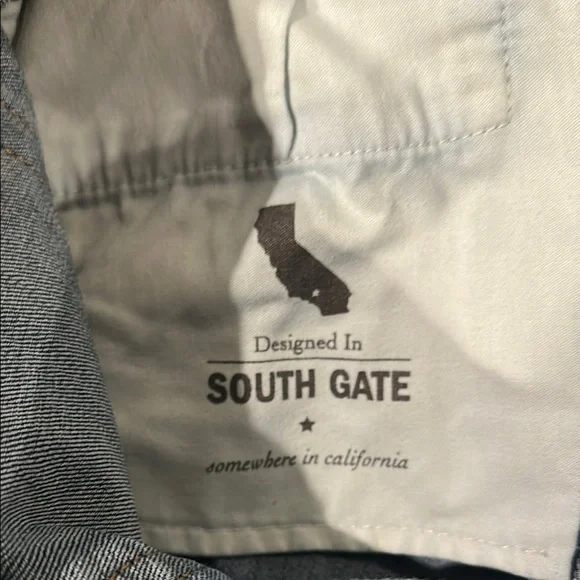 Designed In
SOUTH GATE
somewhere in california